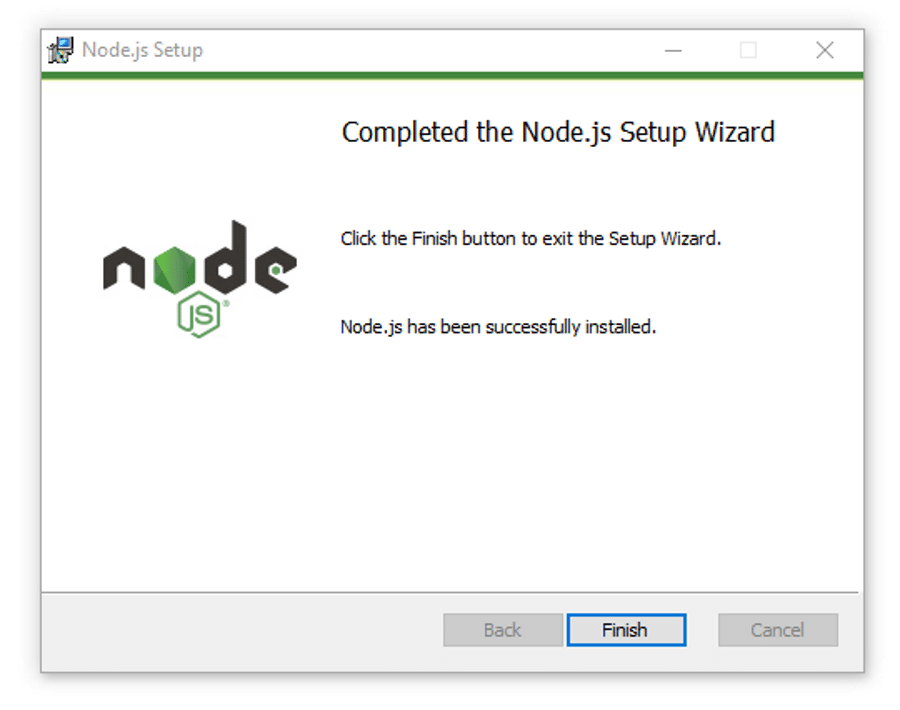 Node.js Setup
Completed the Node.js Setup Wizard
Click the Finish button to exit the Setup Wizard.
node
JS®
Node.js has been successfully installed.
Back
Finish
Cancel